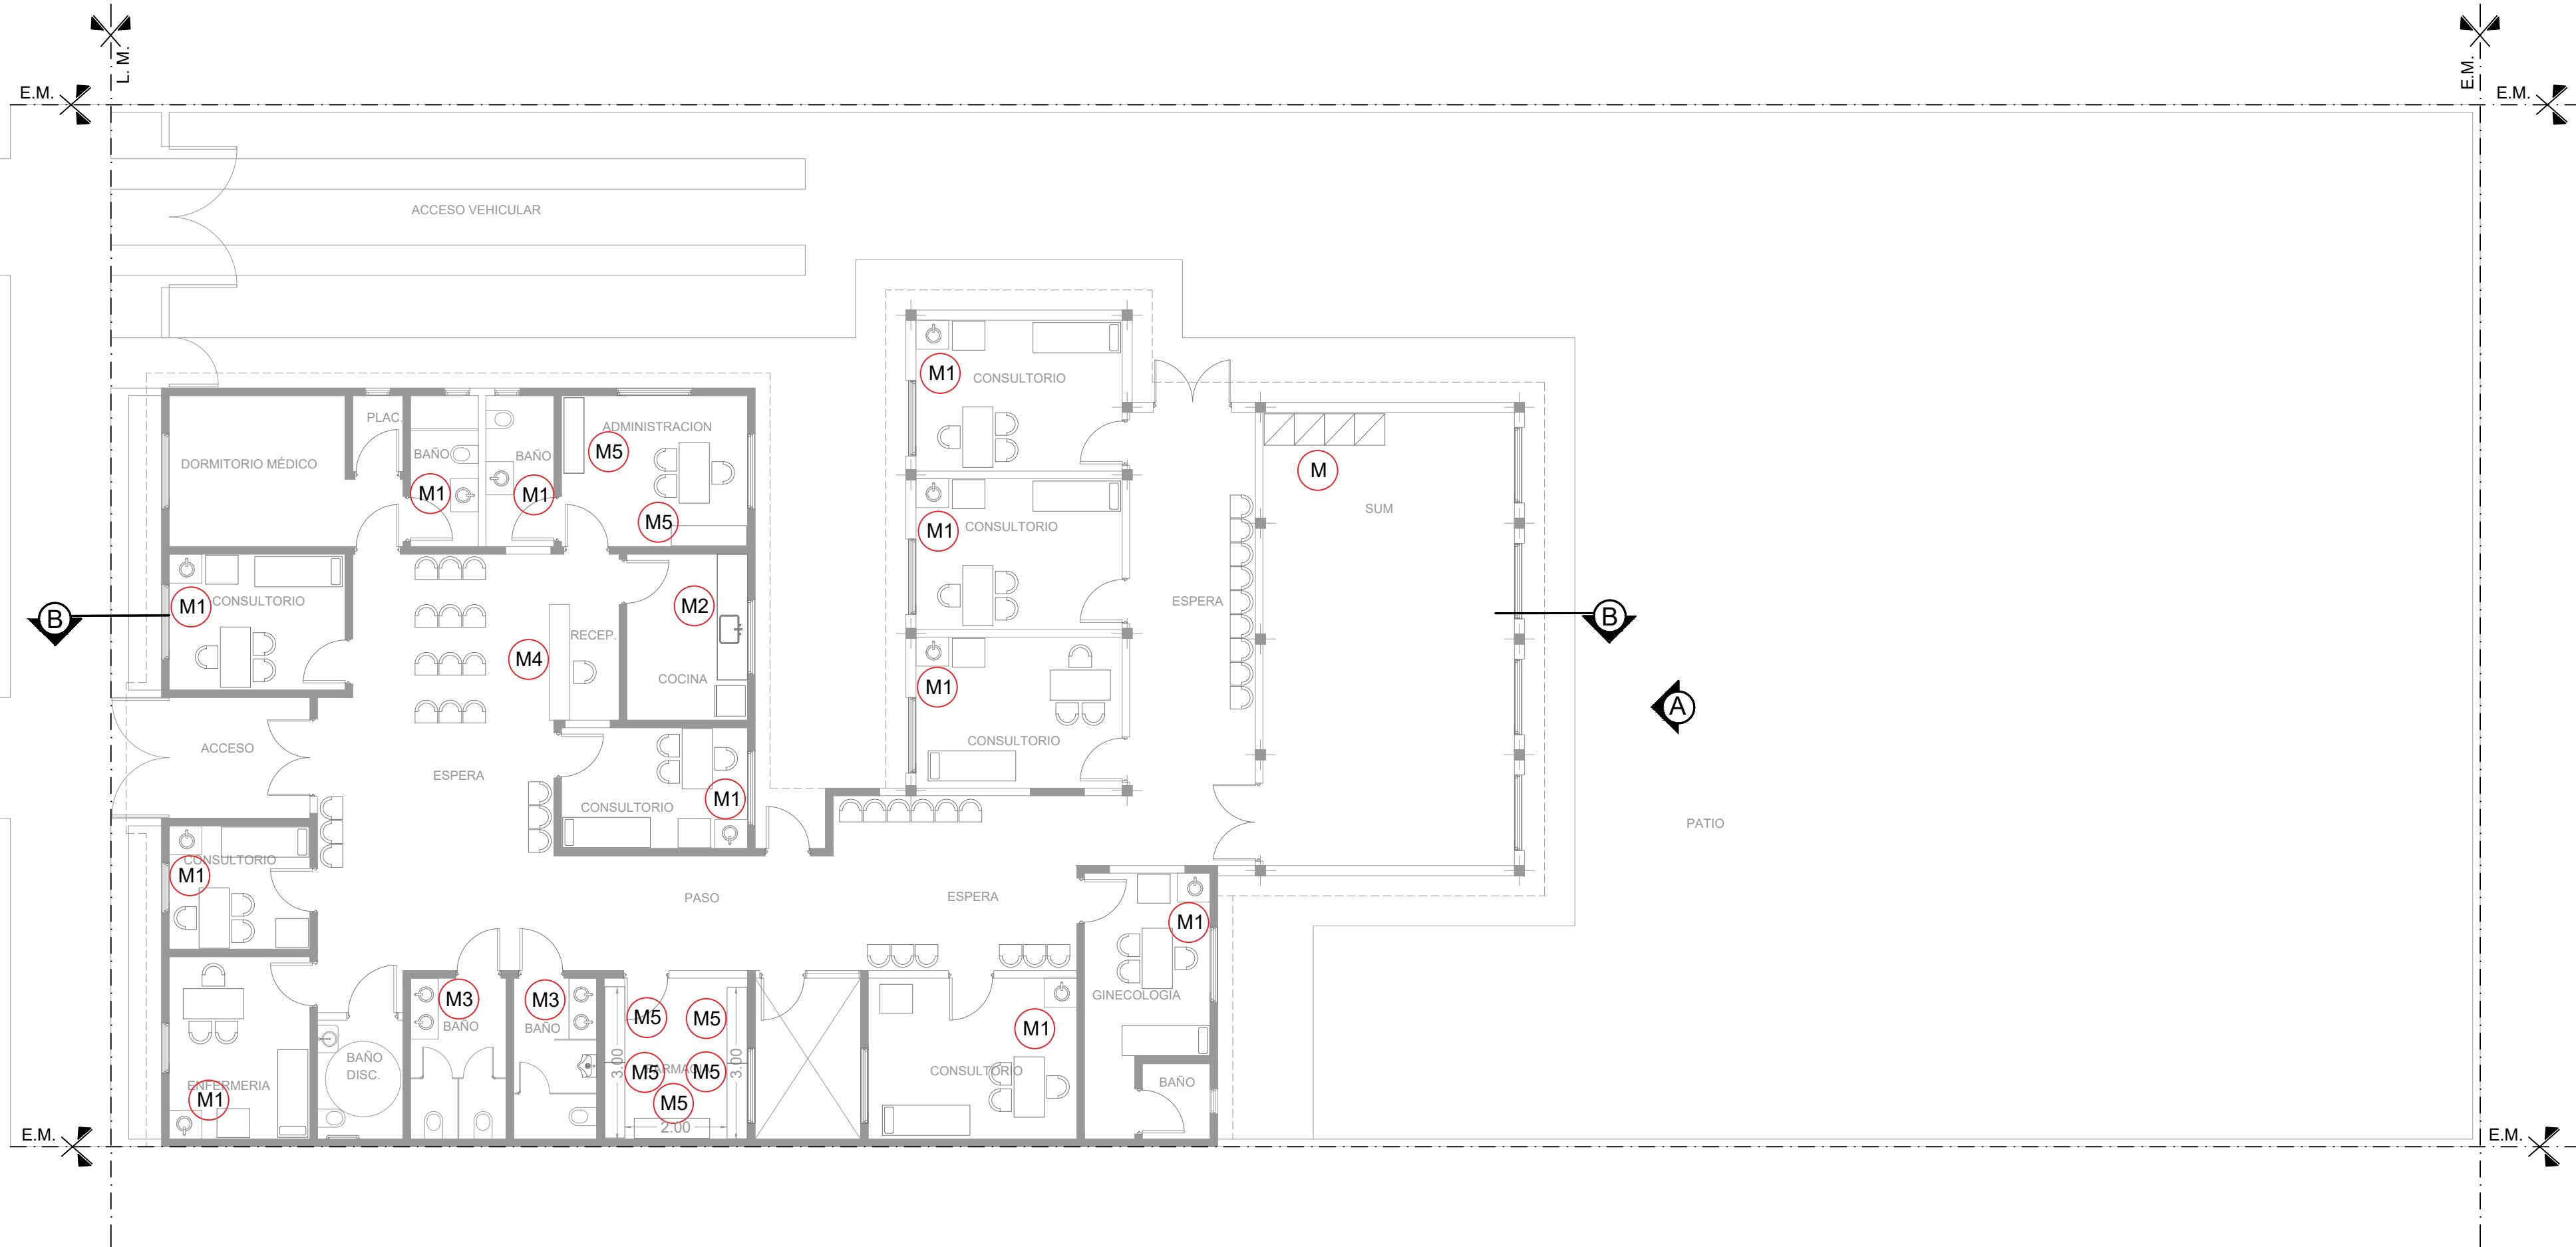 L. M.
E.M.
E.M.
E.M.
ACCESO VEHICULAR
M1
CONSULTORIO
PLAC.
ADMINISTRACION
M5
BAÑO
BAÑO
DORMITORIO MÉDICO
M1
M1
M5
M
SUM
M1
CONSULTORIO
M1
CONSULTORIO
M2
ESPERA
B
B
RECEP.
M4
COCINA
M1
CONSULTORIO
A
ACCESO
ESPERA
M1
CONSULTORIO
PATIO
CONSULTORIO
M1
PASO
ESPERA
M1
GINECOLOGIA
M3
BAÑO
M3
BAÑO
M5
M5
M1
BAÑO
DISC.
3.00
M5
FARMACIA
M5
3.00
CONSULTORIO
BAÑO
ENFERMERIA
M1
M5
2.00
E.M.
E.M.